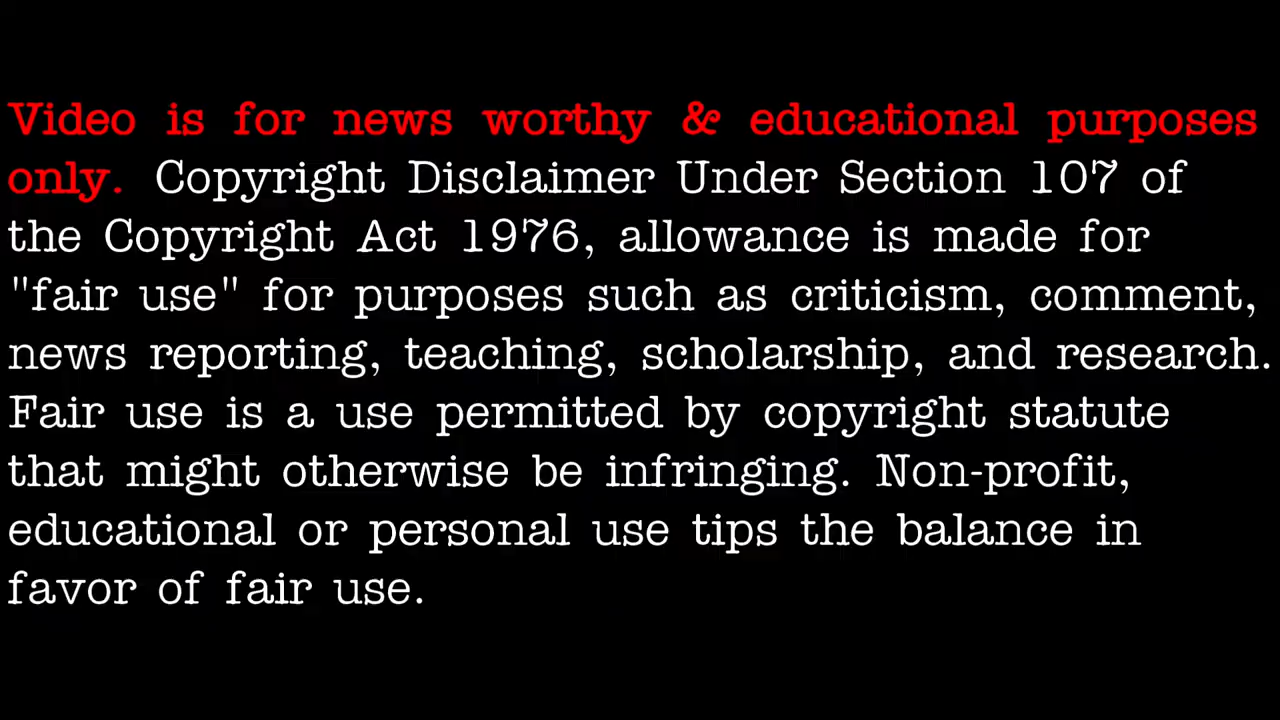 Video is for news worthy & educational purposes
only. Copyright Disclaimer Under Section 107 of
the Copyright Act 1976, allowance is made for
"fair use" for purposes such as criticism, comment,
news reporting, teaching, scholarship, and research.
Fair use is a use permitted by copyright statute
that might otherwise be infringing. Non-profit,
educational or personal use tips the balance in
favor of fair use.